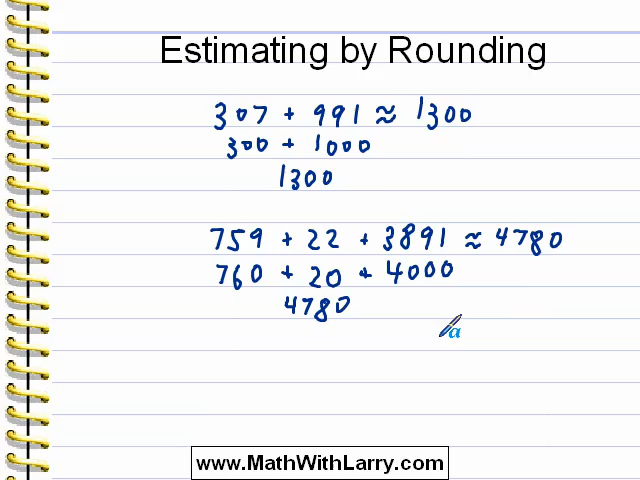 Estimating by Rounding
307 + 991 ≈ 1300
300 + 1000
1300
759 + 22 + 3891 ≈ 4780
760 + 20 + 4000
4780
a
www.MathWithLarry.com